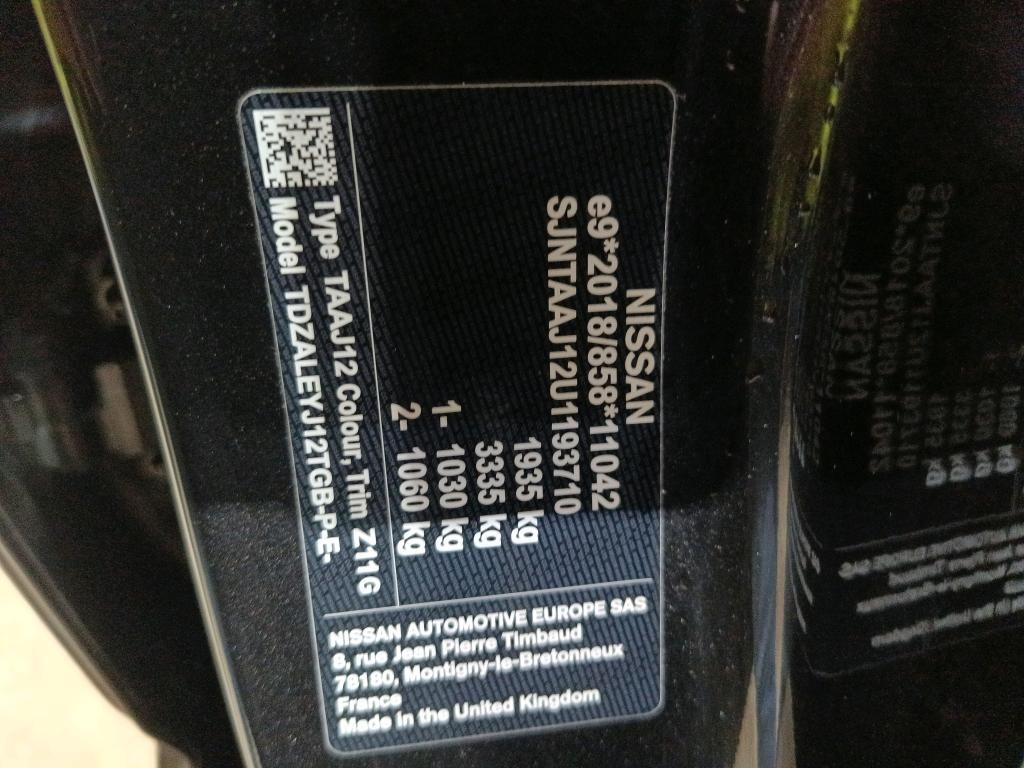 NISSAN
e9*2018/858*11042
SJNTAAJ12U1193710
1935 kg
3335 kg
1- 1030 kg
2- 1060 kg
Type TAAJ12 Colour, Trim Z11G
Model TDZALEYJ12TGB-P-E-
NISSAN AUTOMOTIVE EUROPE SAS
8, rue Jean Pierre Timbaud
78180, Montigny-le-Bretonneux
France
Made in the United Kingdom